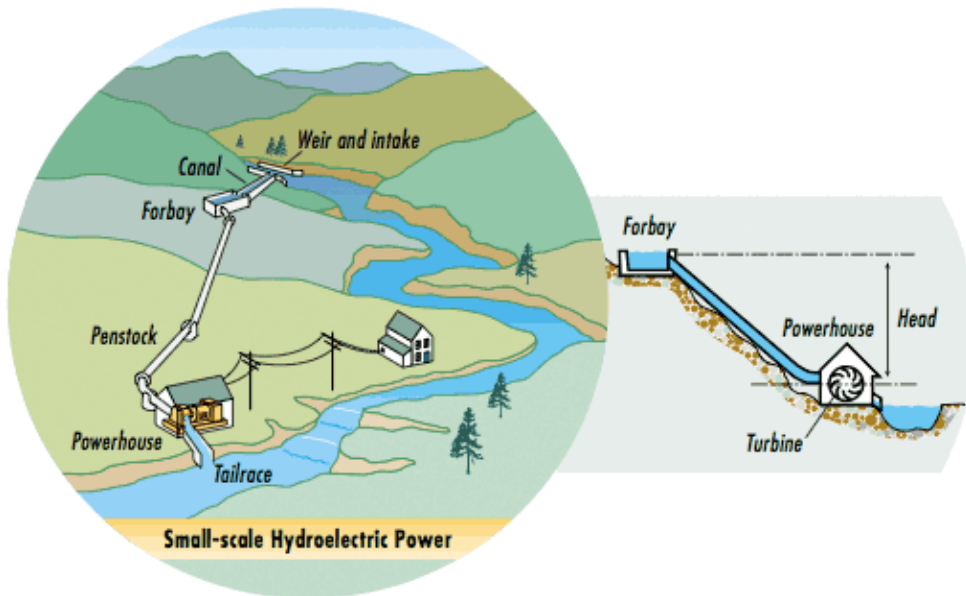 Weir and intake
Canal
Forbay
Penstock
Powerhouse
Tailrace
Small-scale Hydroelectric Power
Forbay
Powerhouse
Head
Turbine